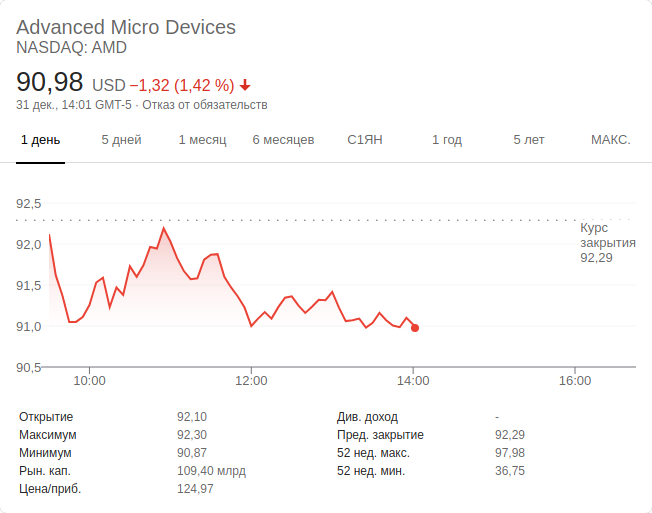 Advanced Micro Devices
NASDAQ: AMD
90,98 USD −1,32 (1,42 %)
31 дек., 14:01 GMT-5 · Отказ от обязательств
1 день 5 дней 1 месяц 6 месяцев С1ЯН 1 год 5 лет МАКС.
92,5
Курс
закрытия
92,29
92,0
91,5
91,0
90,5
10:00 12:00 14:00 16:00
Открытие 92,10 Див. доход -
Максимум 92,30 Пред. закрытие 92,29
Минимум 90,87 52 нед. макс. 97,98
Рын. кап. 109,40 млрд 52 нед. мин. 36,75
Цена/приб. 124,97